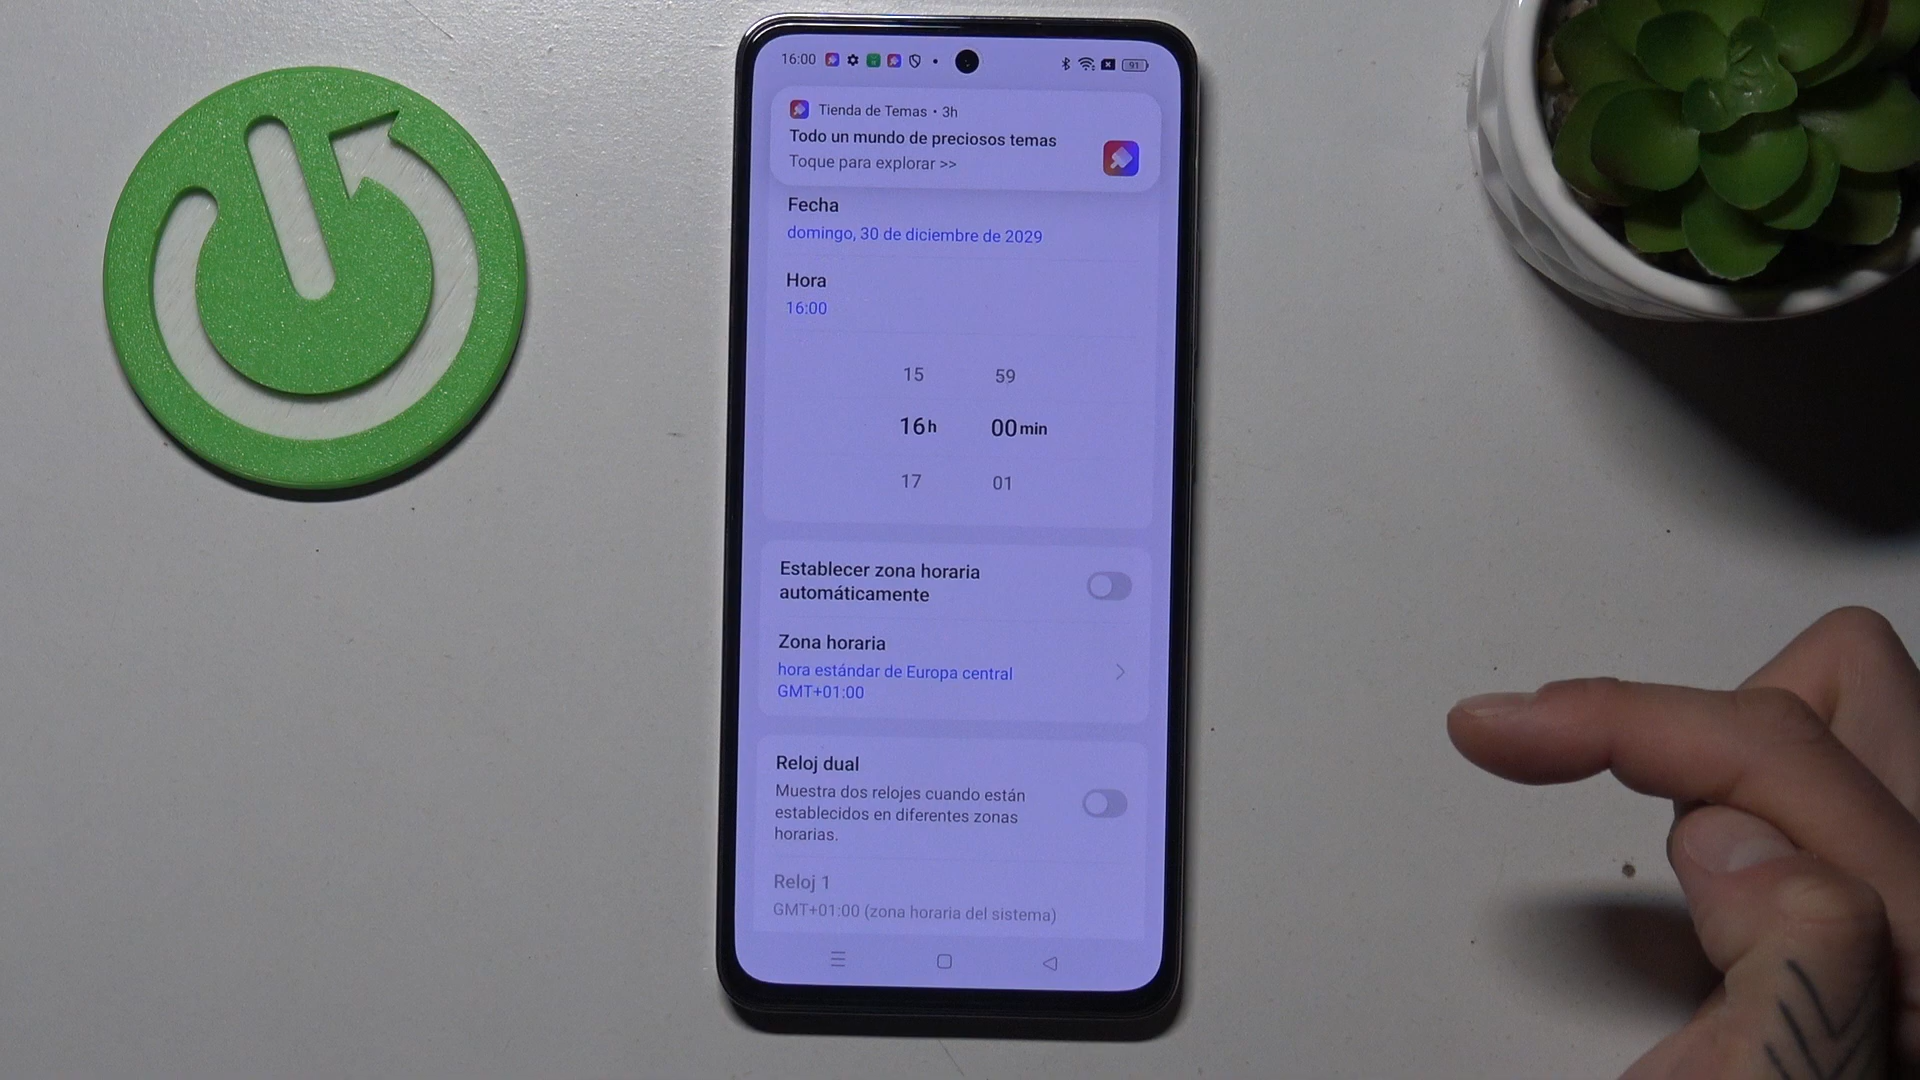 16:00
91
Tienda de Temas • 3h
Todo un mundo de preciosos temas
Toque para explorar >>
Fecha
domingo, 30 de diciembre de 2029
Hora
16:00
15 59
16h 00min
17 01
Establecer zona horaria
automáticamente
Zona horaria
hora estándar de Europa central
GMT+01:00
Reloj dual
Muestra dos relojes cuando están
establecidos en diferentes zonas
horarias.
Reloj 1
GMT+01:00 (zona horaria del sistema)